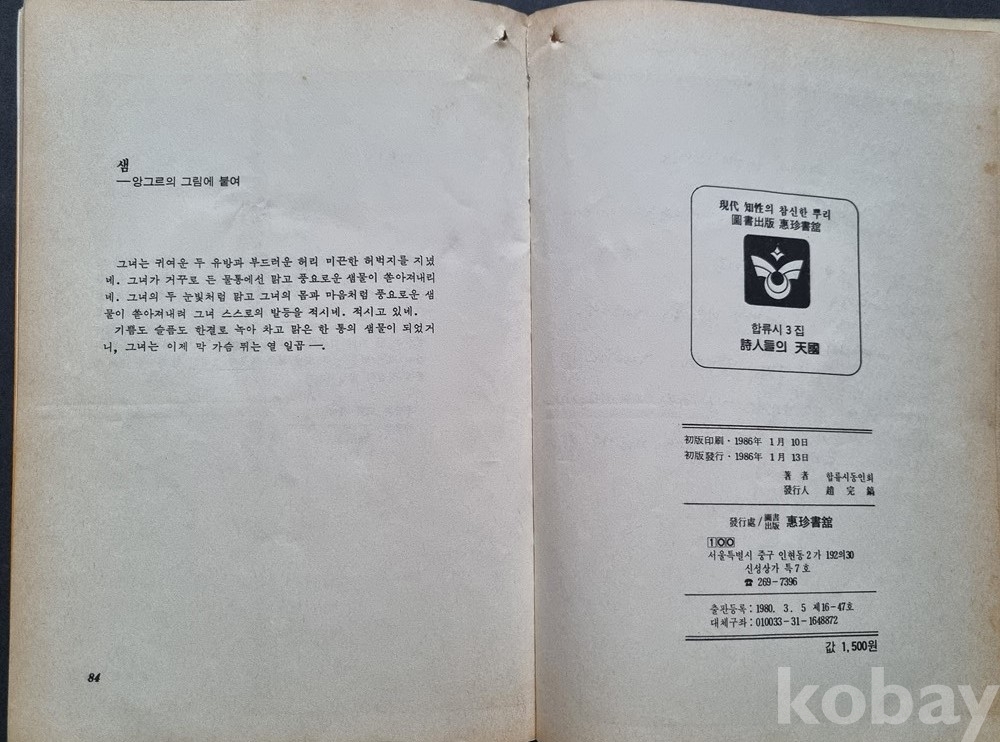 샘
—앙그르의 그림에 붙여
그녀는 귀여운 두 유방과 부드러운 허리 미끈한 허벅지를 지녔
네. 그녀가 거꾸로 든 물통에선 맑고 풍요로운 샘물이 쏟아져내리
네. 그녀의 두 눈빛처럼 맑고 그녀의 몸과 마음처럼 풍요로운 샘
물이 쏟아져내려 그녀 스스로의 발등을 적시네. 적시고 있네.
기쁨도 슬픔도 한결로 녹아 차고 맑은 한 통의 샘물이 되었거
니, 그녀는 이제 막 가슴 뛰는 열 일곱 —.
84
現代 知性의 참신한 뿌리
圖書出版 惠珍書舘
합류시 3 집
詩人들의 天國
初版印刷・1986年 1月 10日
初版發行・1986年 1月 13日
著 者 합류시동인회
發行人 趙 完 鎬
發行處/圖書出版 惠珍書舘
100
서울특별시 중구 인현동2가 192의30
신성상가 특7호
☎ 269-7396
출판등록 : 1980. 3. 5 제16-47호
대체구좌 : 010033-31-1648872
값 1,500원
kobay